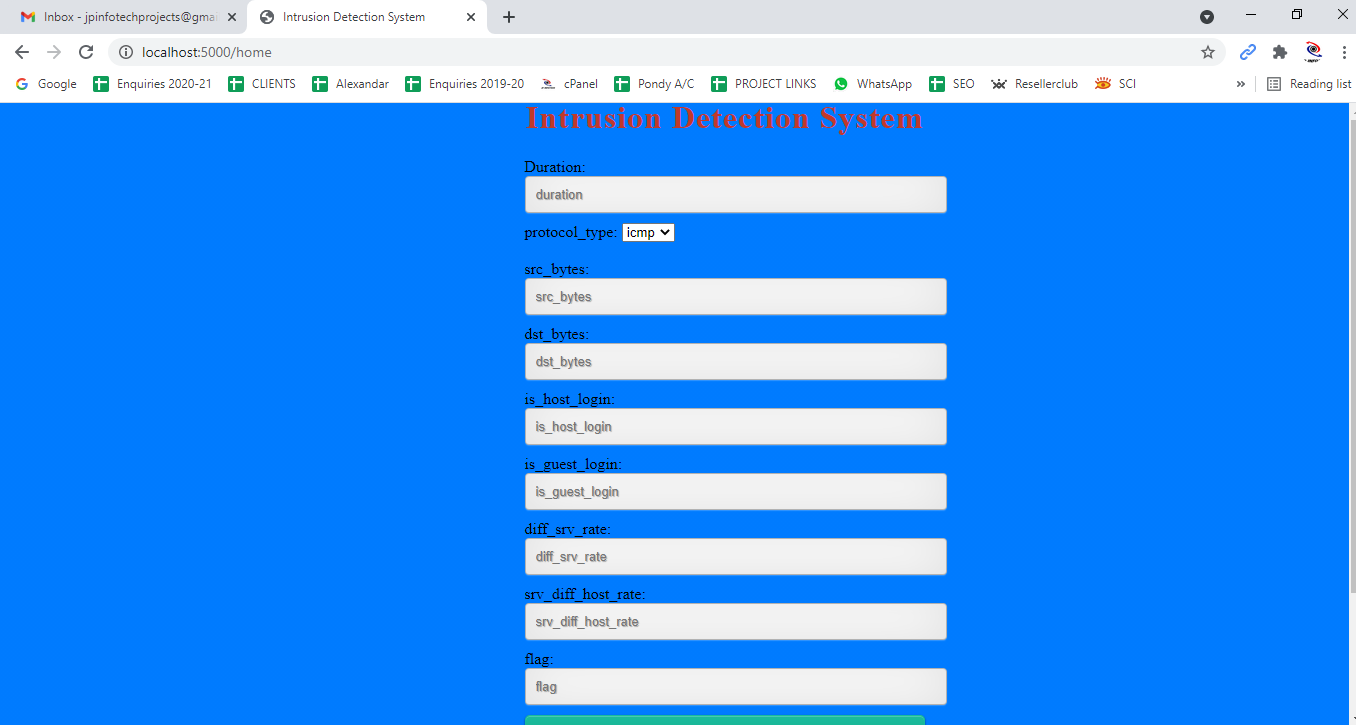 Inbox - jpinfotechprojects@gmai
Intrusion Detection System
localhost:5000/home
Google Enquiries 2020-21 CLIENTS Alexandar Enquiries 2019-20 cPanel Pondy A/C PROJECT LINKS WhatsApp SEO Resellerclub SCI » Reading list
Intrusion Detection System
Duration:
duration
protocol_type: icmp
src_bytes:
src_bytes
dst_bytes:
dst_bytes
is_host_login:
is_host_login
is_guest_login:
is_guest_login
diff_srv_rate:
diff_srv_rate
srv_diff_host_rate:
srv_diff_host_rate
flag:
flag